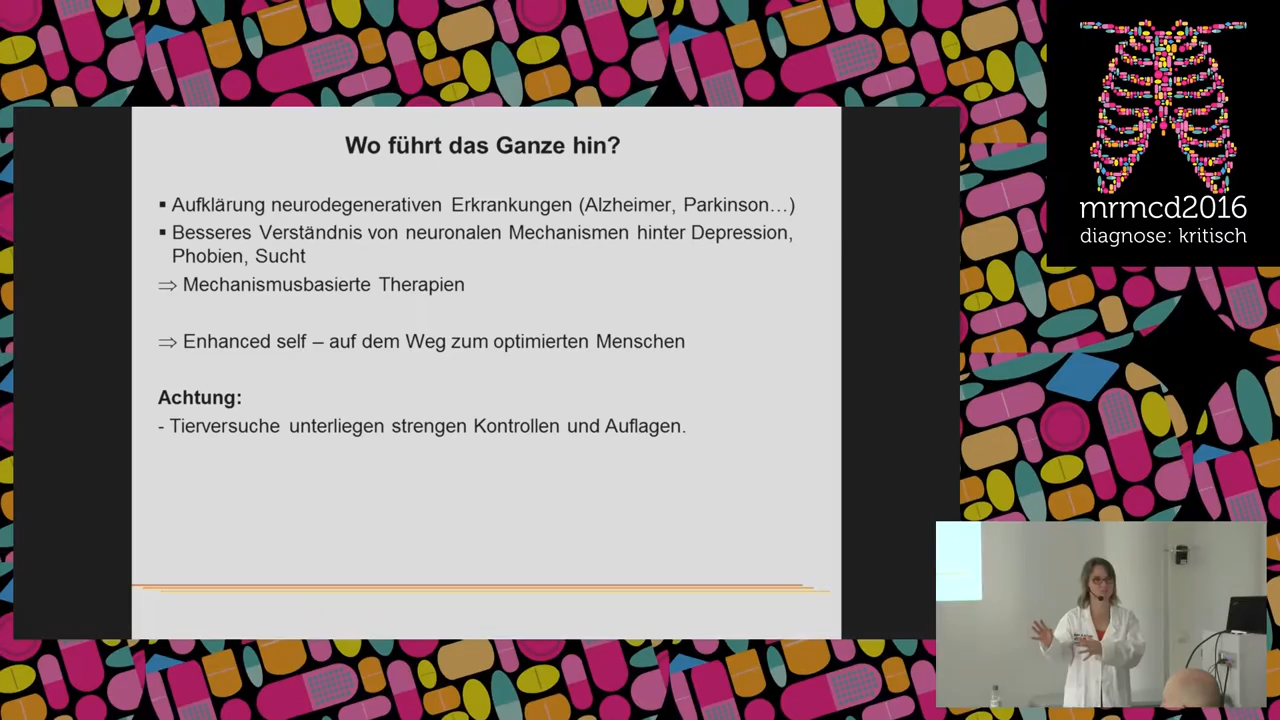 Wo führt das Ganze hin?
▪ Aufklärung neurodegenerativen Erkrankungen (Alzheimer, Parkinson…)
▪ Besseres Verständnis von neuronalen Mechanismen hinter Depression,
Phobien, Sucht
⇒ Mechanismusbasierte Therapien
⇒ Enhanced self – auf dem Weg zum optimierten Menschen
Achtung:
- Tierversuche unterliegen strengen Kontrollen und Auflagen.
mrmcd2016
diagnose: kritisch